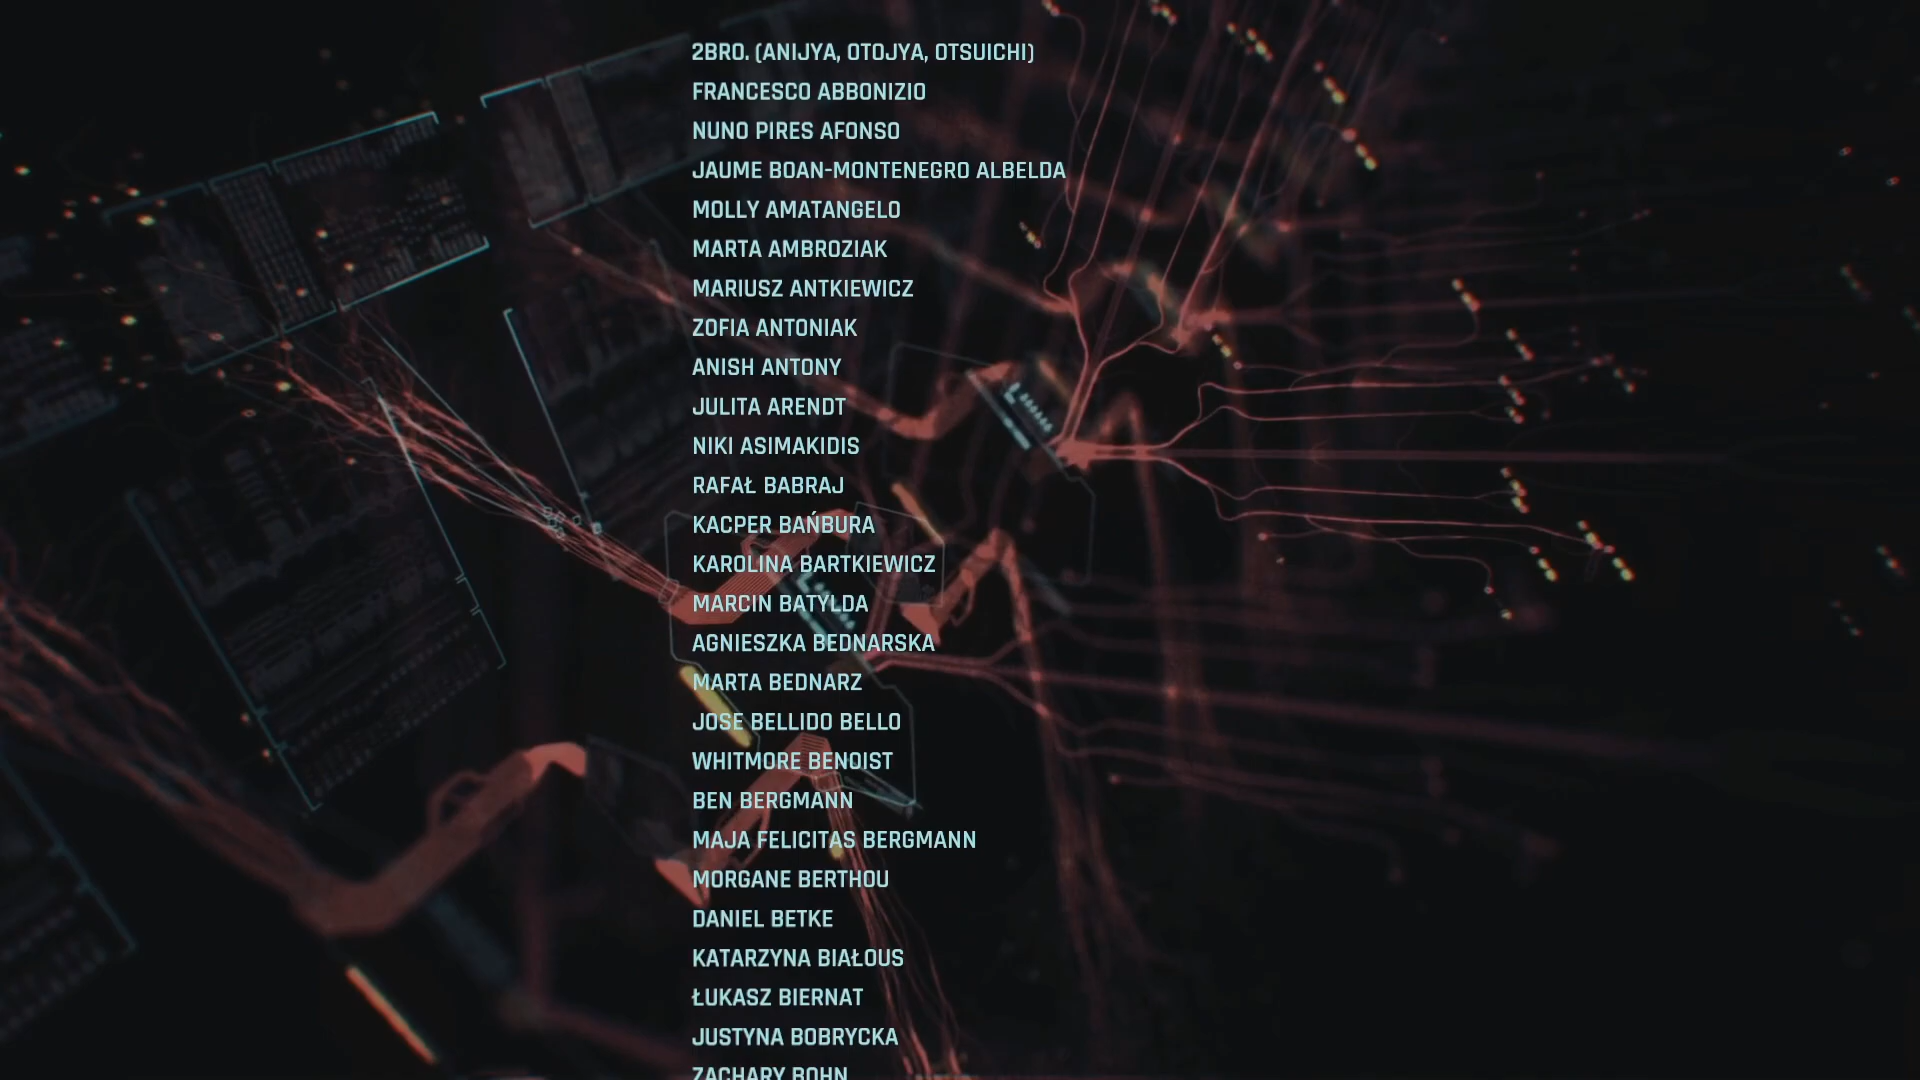 2BRO. (ANIJYA, OTOJYA, OTSUICHI)
FRANCESCO ABBONIZIO
NUNO PIRES AFONSO
JAUME BOAN-MONTENEGRO ALBELDA
MOLLY AMATANGELO
MARTA AMBROZIAK
MARIUSZ ANTKIEWICZ
ZOFIA ANTONIAK
ANISH ANTONY
JULITA ARENDT
NIKI ASIMAKIDIS
RAFAŁ BABRAJ
KACPER BAŃBURA
KAROLINA BARTKIEWICZ
MARCIN BATYLDA
AGNIESZKA BEDNARSKA
MARTA BEDNARZ
JOSE BELLIDO BELLO
WHITMORE BENOIST
BEN BERGMANN
MAJA FELICITAS BERGMANN
MORGANE BERTHOU
DANIEL BETKE
KATARZYNA BIAŁOUS
ŁUKASZ BIERNAT
JUSTYNA BOBRYCKA
ZACHARY BOHN